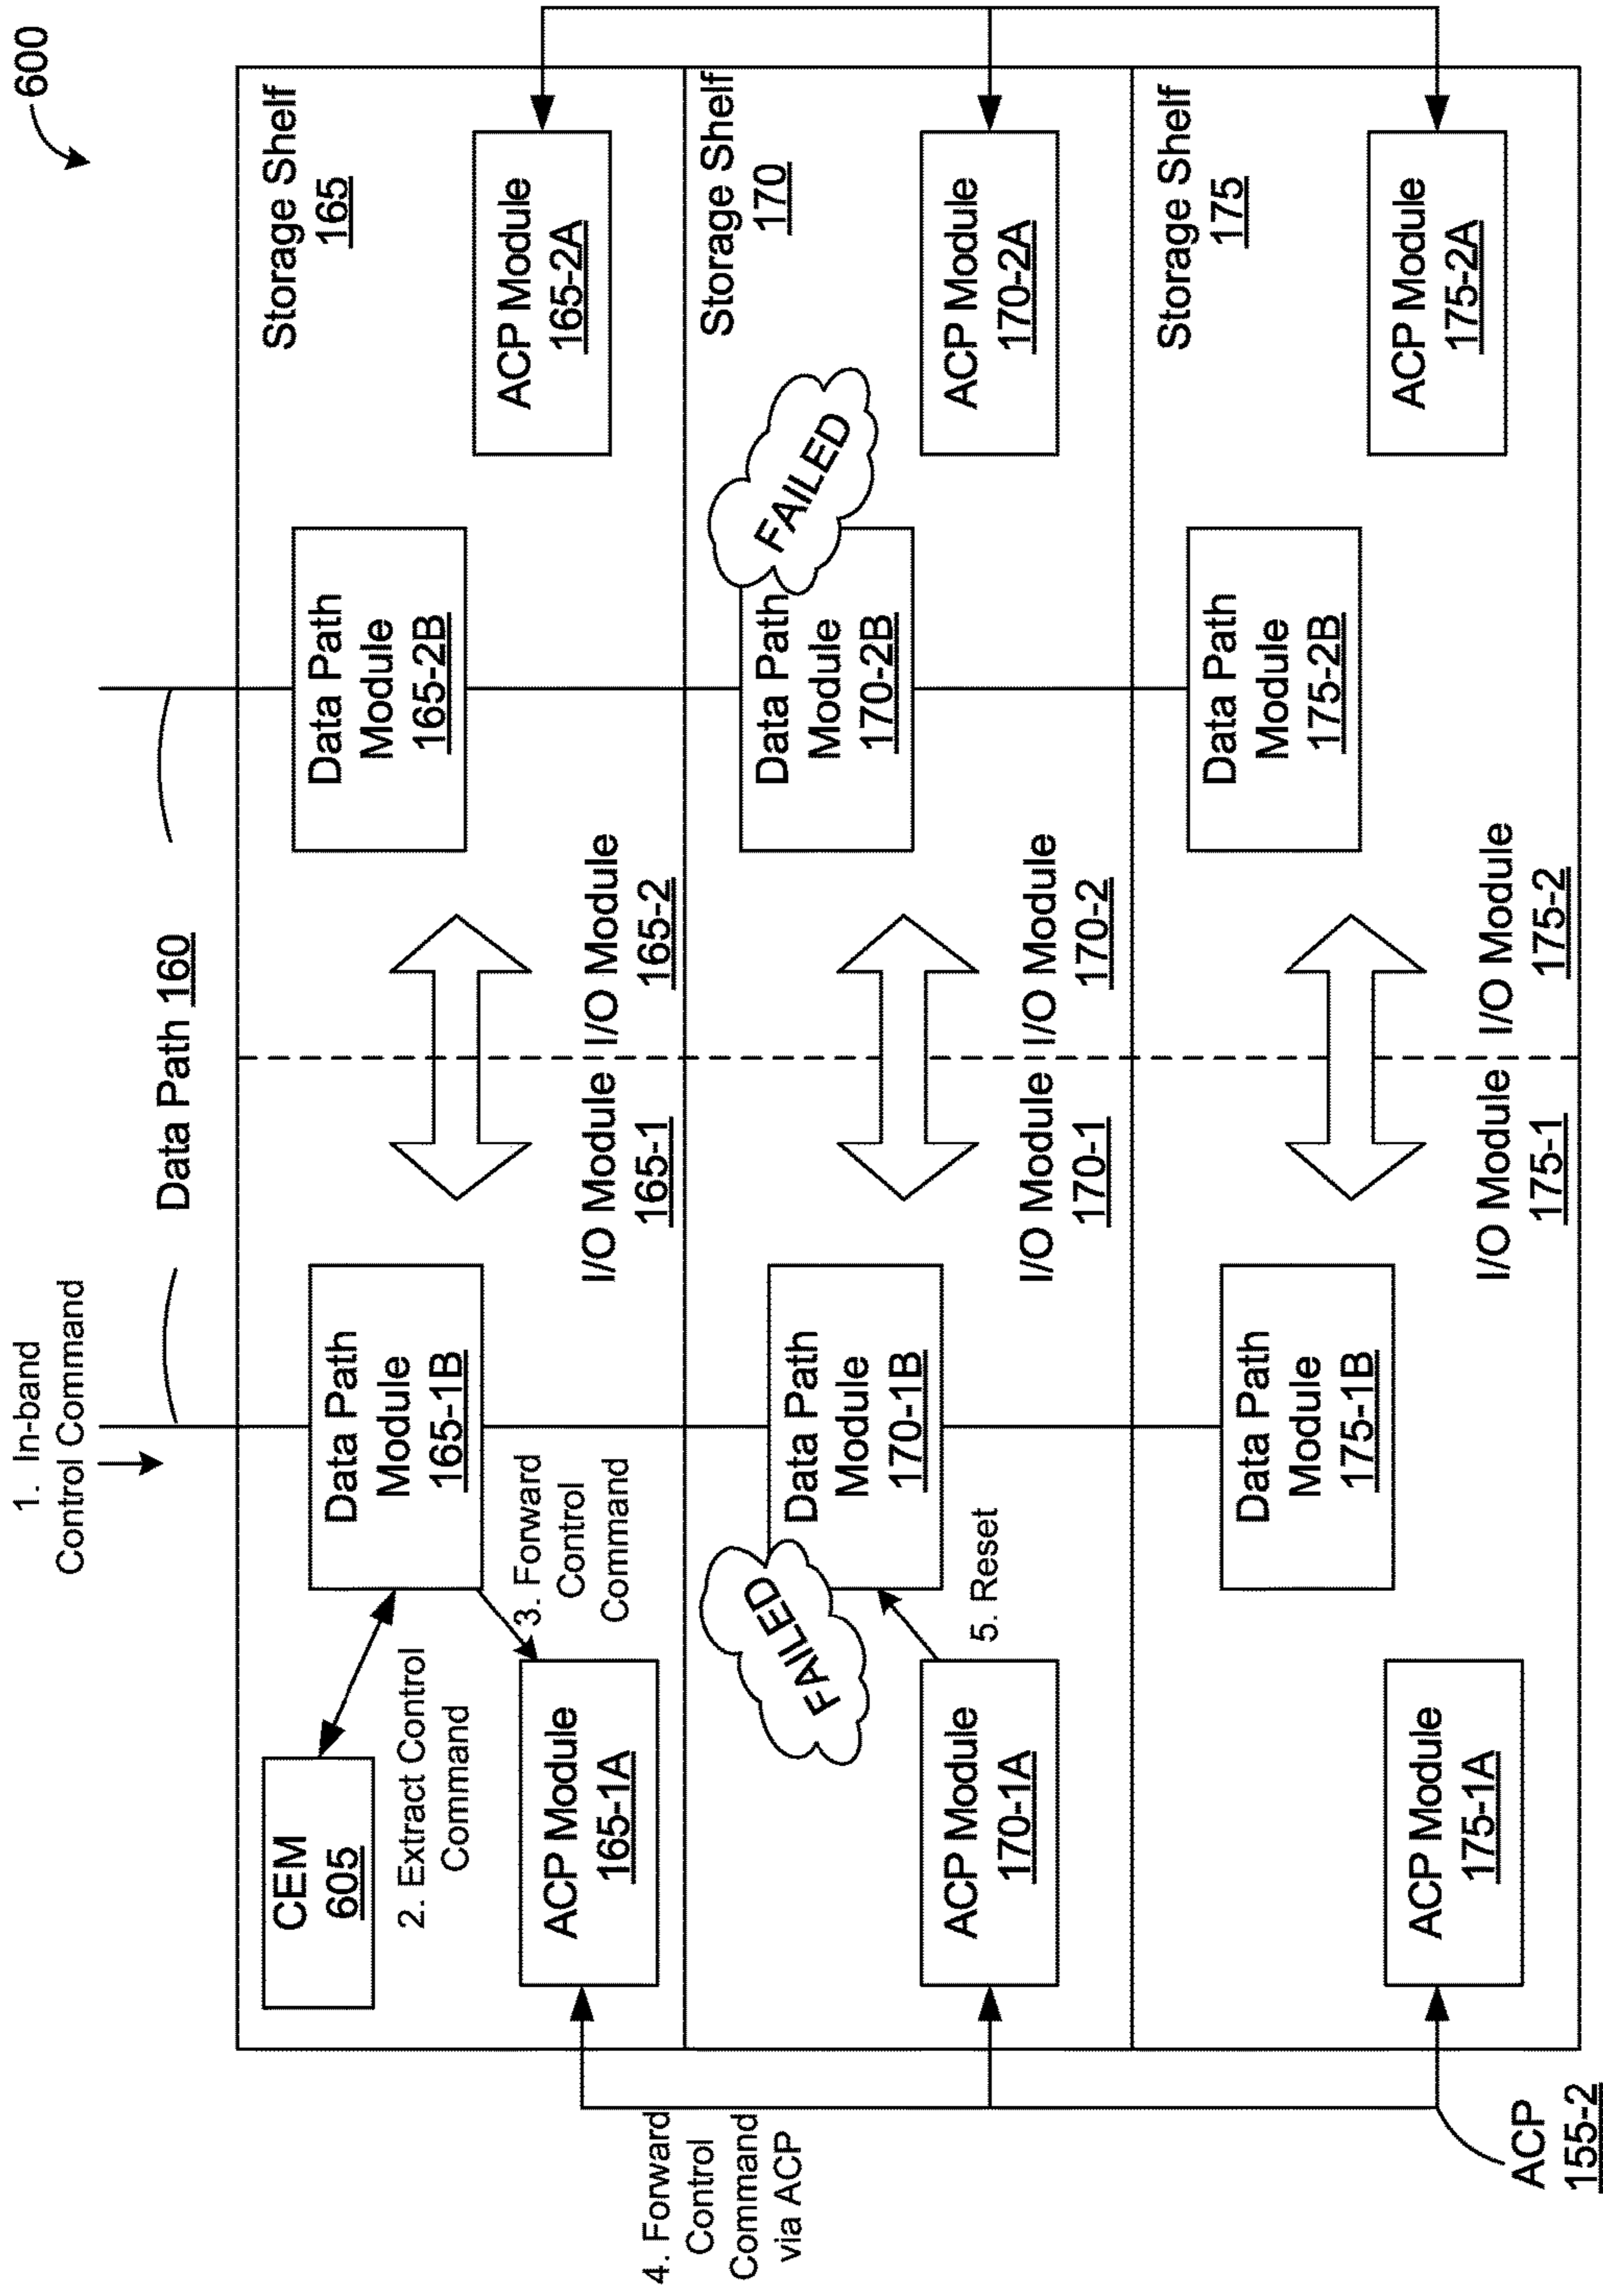 600
1. In-band
Control Command
Data Path 160
Storage Shelf
165
CEM
605
2. Extract Control
Command
Data Path
Module
165-1B
3. Forward
Control
Command
ACP Module
165-1A
I/O Module
165-1
I/O Module
165-2
Data Path
Module
165-2B
ACP Module
165-2A
4. Forward
Control
Command
via ACP
Storage Shelf
170
FAILED
Data Path
Module
170-1B
5. Reset
ACP Module
170-1A
I/O Module
170-1
I/O Module
170-2
FAILED
Data Path
Module
170-2B
ACP Module
170-2A
Storage Shelf
175
Data Path
Module
175-1B
ACP Module
175-1A
I/O Module
175-1
I/O Module
175-2
Data Path
Module
175-2B
ACP Module
175-2A
ACP
155-2